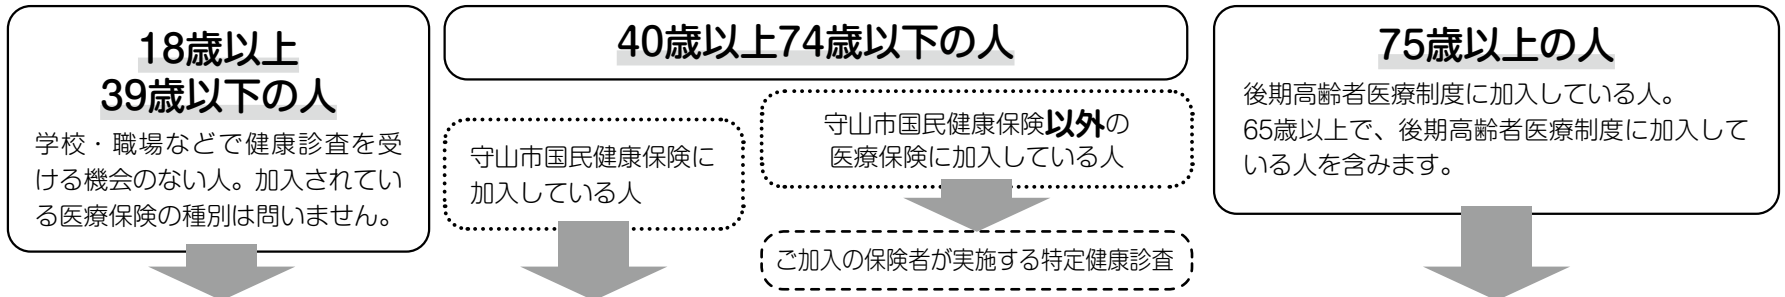 18歳以上
39歳以下の人
学校・職場などで健康診査を受
ける機会のない人。加入されてい
る医療保険の種別は問いません。
40歳以上74歳以下の人
守山市国民健康保険に
加入している人
守山市国民健康保険以外の
医療保険に加入している人
ご加入の保険者が実施する特定健康診査
75歳以上の人
後期高齢者医療制度に加入している人。
65歳以上で、後期高齢者医療制度に加入して
いる人を含みます。